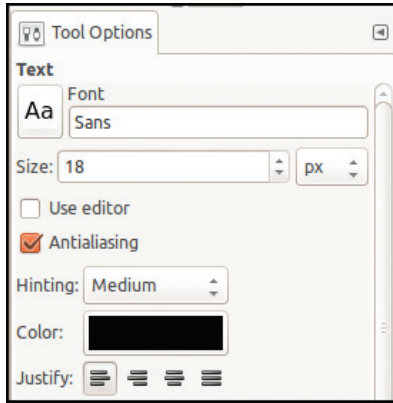 Tool Options
Text
Font
Aa
Sans
Size: 18 px
Use editor
Antialiasing
Hinting: Medium
Color:
Justify: